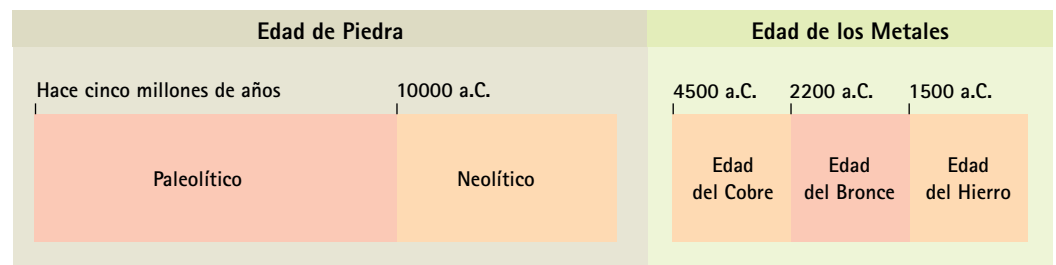 Edad de Piedra
Edad de los Metales
Hace cinco millones de años
10000 a.C.
4500 a.C.
2200 a.C.
1500 a.C.
Paleolítico
Neolítico
Edad
del Cobre
Edad
del Bronce
Edad
del Hierro